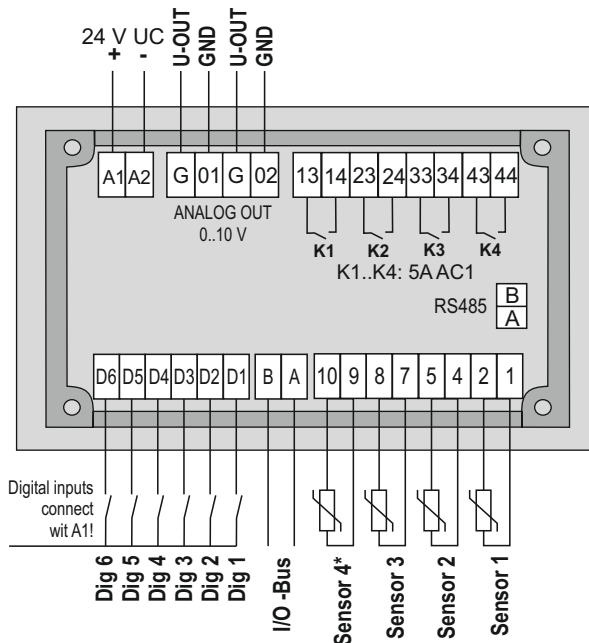 24 V UC
+ -
U-OUT
GND
U-OUT
GND
A1 A2
G 01 G 02
13 14 23 24 33 34 43 44
ANALOG OUT
0..10 V
K1 K2 K3 K4
K1..K4: 5A AC1
RS485
B
A
D6 D5 D4 D3 D2 D1
B A
10 9 8 7 5 4 2 1
Digital inputs
connect
wit A1!
Dig 6
Dig 5
Dig 4
Dig 3
Dig 2
Dig 1
I/O -Bus
Sensor 4*
Sensor 3
Sensor 2
Sensor 1